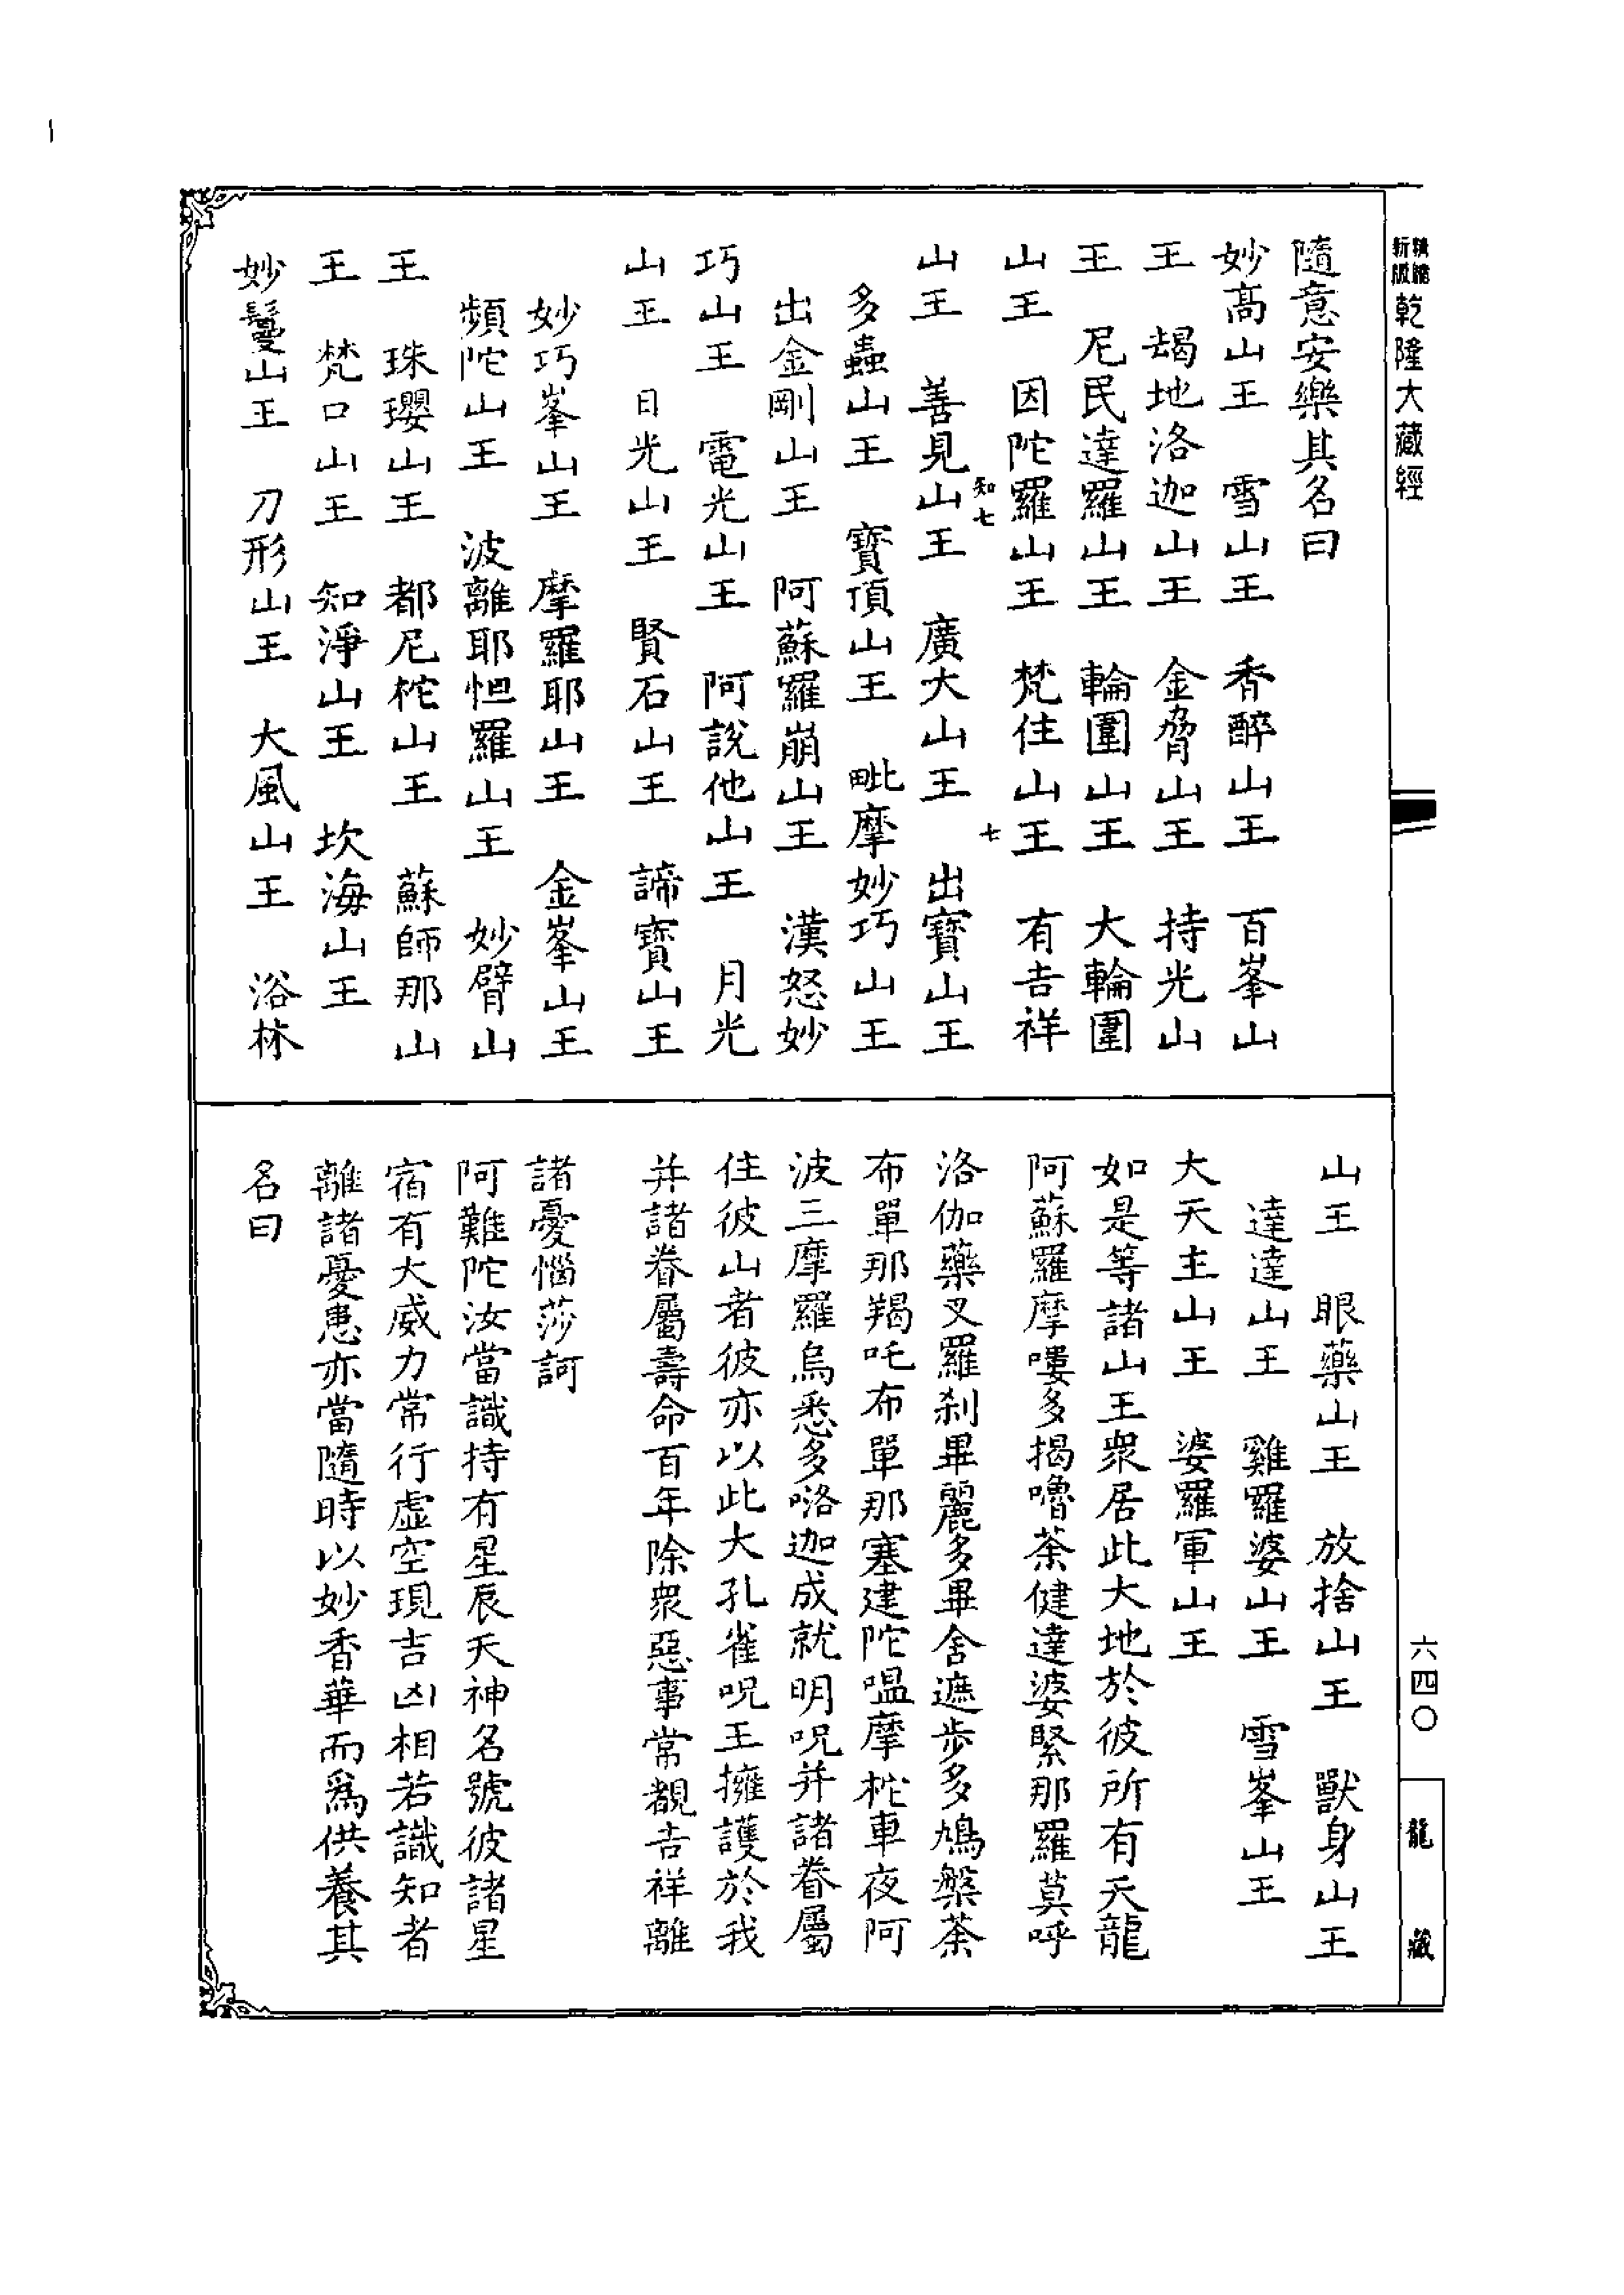 新版
精縮
乾隆大藏經
隨意安樂其名曰
妙高山王　雪山王　香醉山王　百峯山
王　朅地洛迦山王　金脅山王　持光山
王　尼民達羅山王　輪圍山王　大輪圍
山王　因陀羅山王　梵住山王　有吉祥
知七　七
山王　善見山王　廣大山王　出寶山王
多蟲山王　寶頂山王　毗摩妙巧山王
出金剛山王　阿蘇羅崩山王　漢怒妙
巧山王　電光山王　阿說他山王　月光
山王　日光山王　賢石山王　諦寶山王
妙巧峯山王　摩羅耶山王　金峯山王
頻陀山王　波離耶怛羅山王　妙臂山
王　珠瓔山王　都尼柁山王　蘇師那山
王　梵口山王　知淨山王　坎海山王
妙鬘山王　刀形山王　大風山王　浴林
山王　眼藥山王　放捨山王　獸身山王
達達山王　雞羅婆山王　雪峯山王
大天主山王　婆羅軍山王
如是等諸山王眾居此大地於彼所有天龍
阿蘇羅摩嘍多揭嚕荼健達婆緊那羅莫呼
洛伽藥叉羅刹畢麗多畢舍遮步多鳩槃荼
布單那羯吒布單那塞建陀嗢摩柁車夜阿
波三摩羅烏悉多咯迦成就明呪并諸眷屬
住彼山者彼亦以此大孔雀呪王擁護於我
并諸眷屬壽命百年除眾惡事常覩吉祥離
諸憂惱莎訶
阿難陀汝當識持有星辰天神名號彼諸星
宿有大威力常行虛空現吉凶相若識知者
離諸憂患亦當隨時以妙香華而為供養其
名曰
六四〇
龍藏